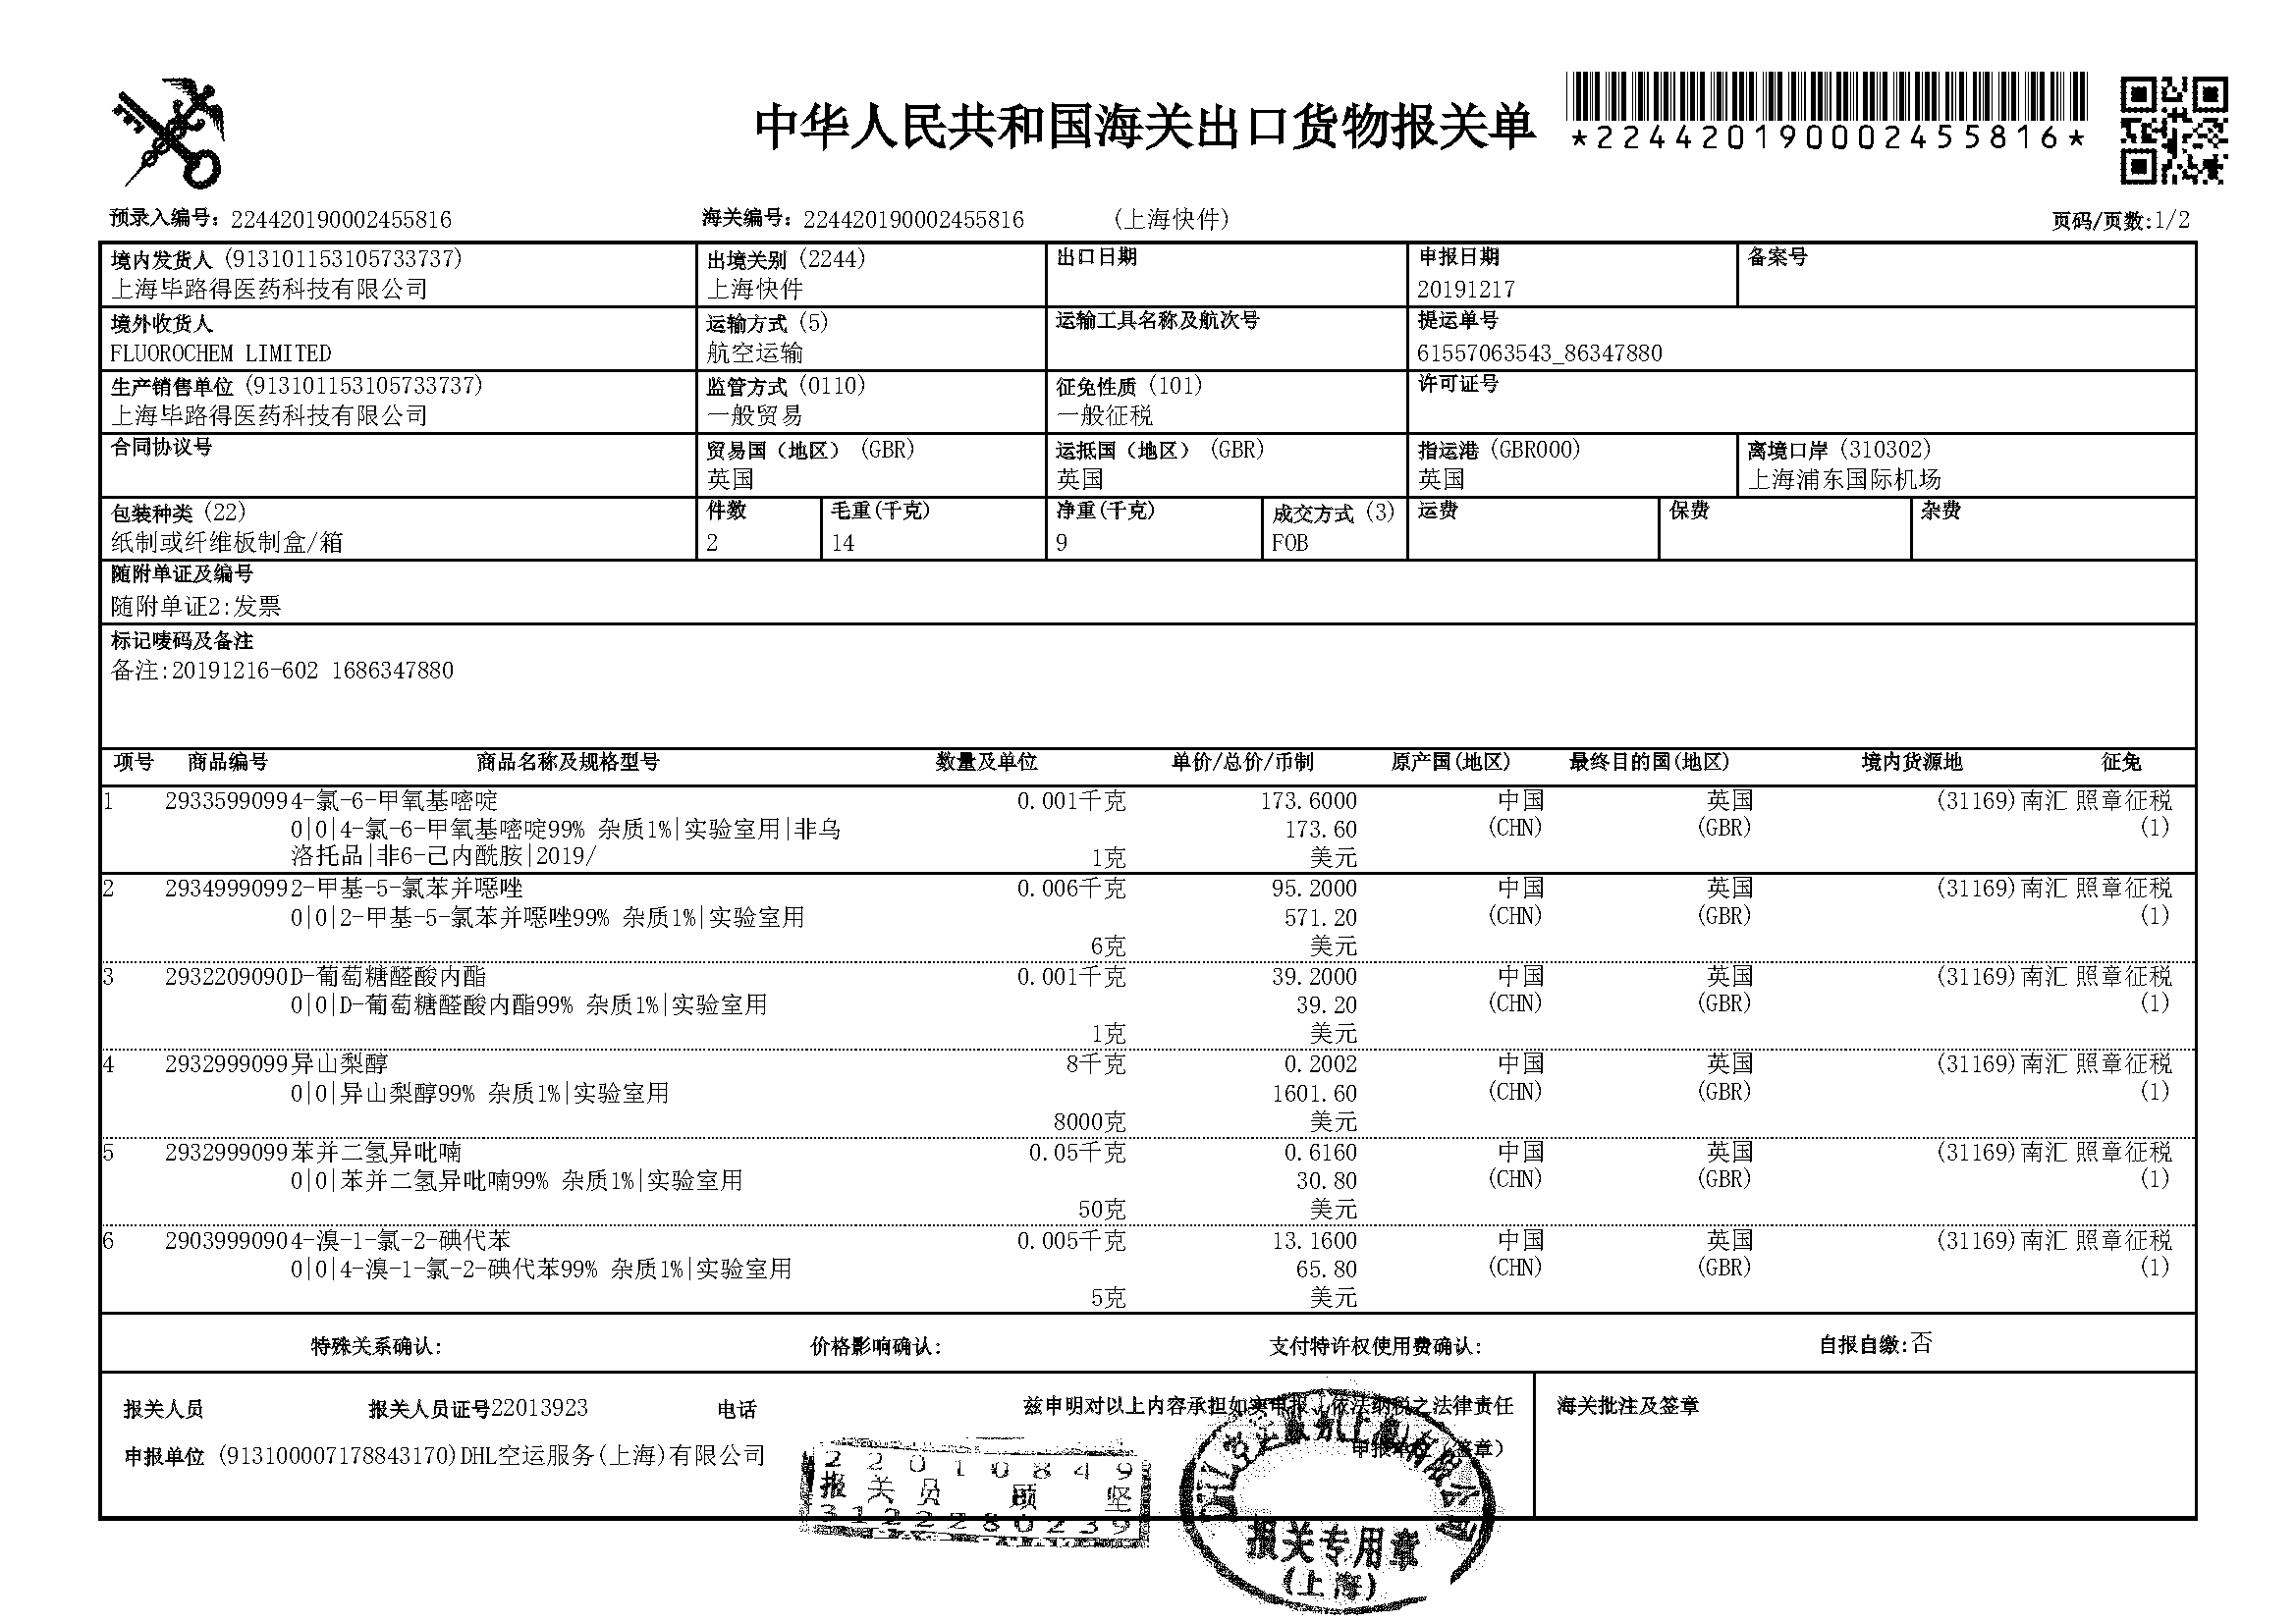 中华人民共和国海关出口货物报关单
*224420190002455816*
预录入编号: 224420190002455816 海关编号: 224420190002455816 (上海快件) 页码/页数:1/2
境内发货人 (913101153105733737) 出境关别 (2244) 出口日期 申报日期 备案号
上海毕路得医药科技有限公司 上海快件 20191217
境外收货人 运输方式 (5) 运输工具名称及航次号 提运单号
FLUOROCHEM LIMITED 航空运输 61557063543_86347880
生产销售单位 (913101153105733737) 监管方式 (0110) 征免性质 (101) 许可证号
上海毕路得医药科技有限公司 一般贸易 一般征税
合同协议号 贸易国（地区） (GBR) 运抵国（地区） (GBR) 指运港 (GBR000) 离境口岸 (310302)
英国 英国 英国 上海浦东国际机场
包装种类 (22) 件数 毛重(千克) 净重(千克) 成交方式 (3) 运费 保费 杂费
纸制或纤维板制盒/箱 2 14 9 FOB
随附单证及编号
随附单证2:发票
标记唛码及备注
备注:20191216-602 1686347880
项号 商品编号 商品名称及规格型号 数量及单位 单价/总价/币制 原产国(地区) 最终目的国(地区) 境内货源地 征免
1 2933599099 4-氯-6-甲氧基嘧啶 0.001千克 173.6000 中国 英国 (31169)南汇 照章征税
0|0|4-氯-6-甲氧基嘧啶99% 杂质1%|实验室用|非乌 173.60 (CHN) (GBR) (1)
洛托品|非6-己内酰胺|2019/ 1克 美元
2 2934999099 2-甲基-5-氯苯并噁唑 0.006千克 95.2000 中国 英国 (31169)南汇 照章征税
0|0|2-甲基-5-氯苯并噁唑99% 杂质1%|实验室用 571.20 (CHN) (GBR) (1)
6克 美元
3 2932209090 D-葡萄糖醛酸内酯 0.001千克 39.2000 中国 英国 (31169)南汇 照章征税
0|0|D-葡萄糖醛酸内酯99% 杂质1%|实验室用 39.20 (CHN) (GBR) (1)
1克 美元
4 2932999099 异山梨醇 8千克 0.2002 中国 英国 (31169)南汇 照章征税
0|0|异山梨醇99% 杂质1%|实验室用 1601.60 (CHN) (GBR) (1)
8000克 美元
5 2932999099 苯并二氢异吡喃 0.05千克 0.6160 中国 英国 (31169)南汇 照章征税
0|0|苯并二氢异吡喃99% 杂质1%|实验室用 30.80 (CHN) (GBR) (1)
50克 美元
6 2903999090 4-溴-1-氯-2-碘代苯 0.005千克 13.1600 中国 英国 (31169)南汇 照章征税
0|0|4-溴-1-氯-2-碘代苯99% 杂质1%|实验室用 65.80 (CHN) (GBR) (1)
5克 美元
特殊关系确认: 价格影响确认: 支付特许权使用费确认: 自报自缴:否
报关人员 报关人员证号22013923 电话 兹申明对以上内容承担如实申报、依法纳税之法律责任 海关批注及签章
申报单位 (913100007178843170)DHL空运服务(上海)有限公司 申报单位（签章）
22010849
报关员 顾坚
3122280239
报关专用章
(上海)